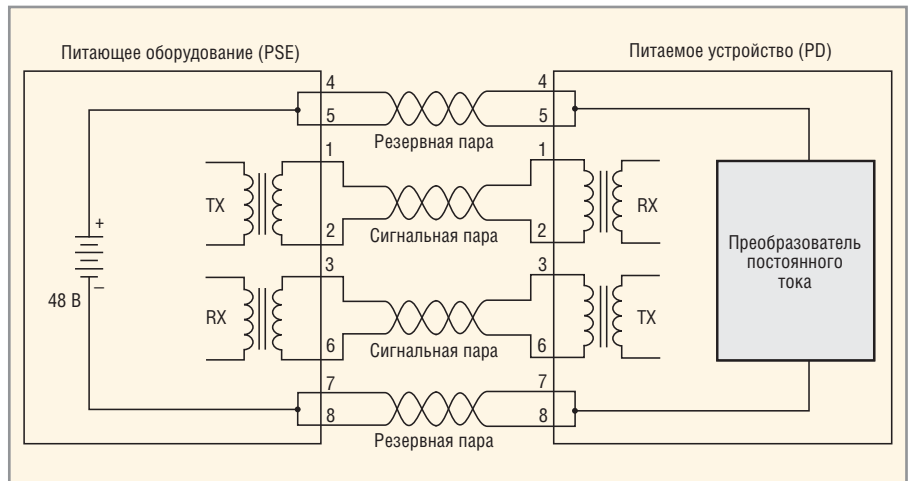 Питающее оборудование (PSE)
Питаемое устройство (PD)
4
5
Резервная пара
4
5
1
2
TX
Сигнальная пара
1
2
RX
+
–
48 В
Преобразователь
постоянного
тока
3
6
RX
Сигнальная пара
3
6
TX
7
8
Резервная пара
7
8